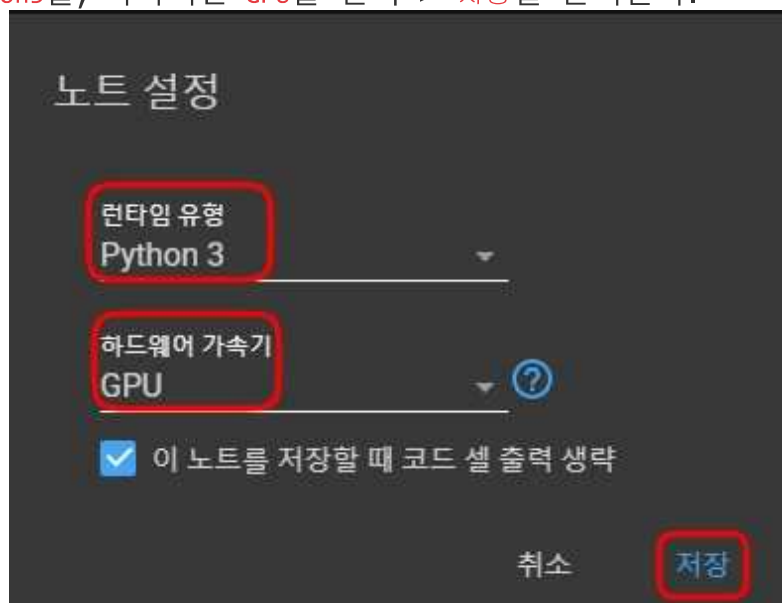 노트 설정
런타임 유형
Python 3
하드웨어 가속기
GPU
이 노트를 저장할 때 코드 셀 출력 생략
취소 저장